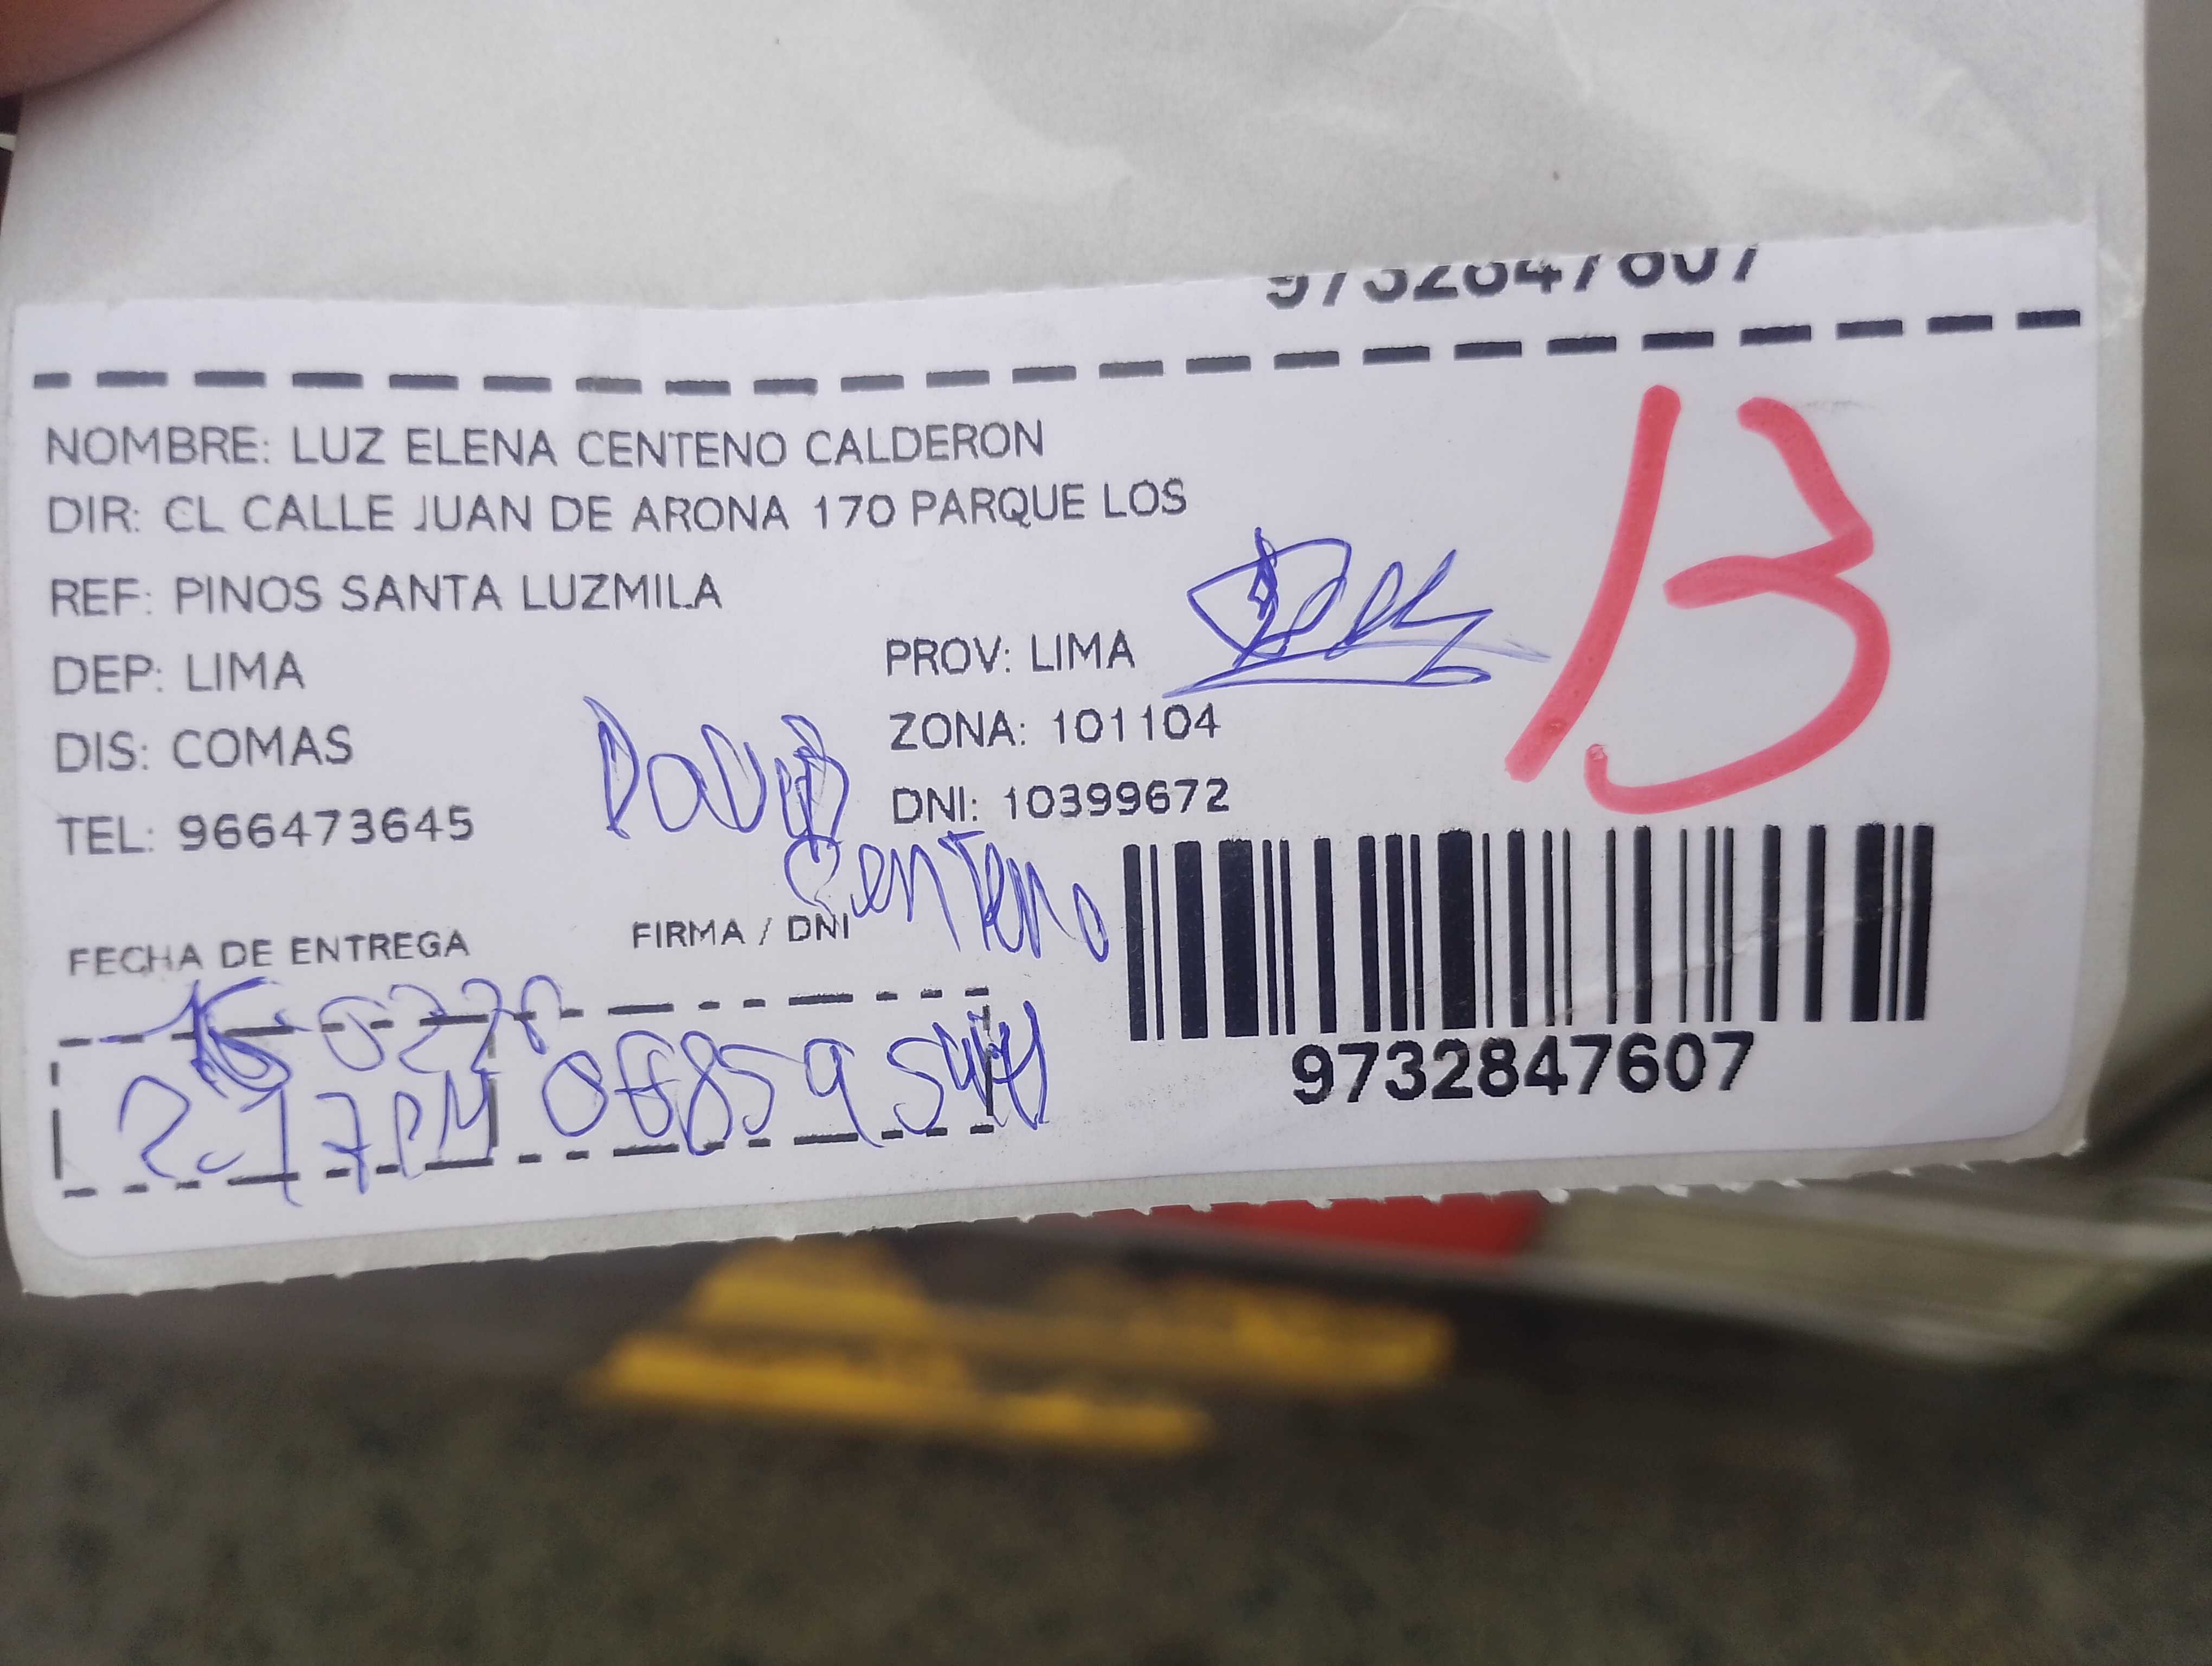 9732847607
NOMBRE: LUZ ELENA CENTENO CALDERON
DIR: CL CALLE JUAN DE ARONA 170 PARQUE LOS
REF: PINOS SANTA LUZMILA
DEP: LIMA
PROV: LIMA
13
DIS: COMAS
ZONA: 101104
TEL: 966473645
DNI: 10399672
Centeno
FECHA DE ENTREGA
FIRMA / DNI
2:17PM
9732847607